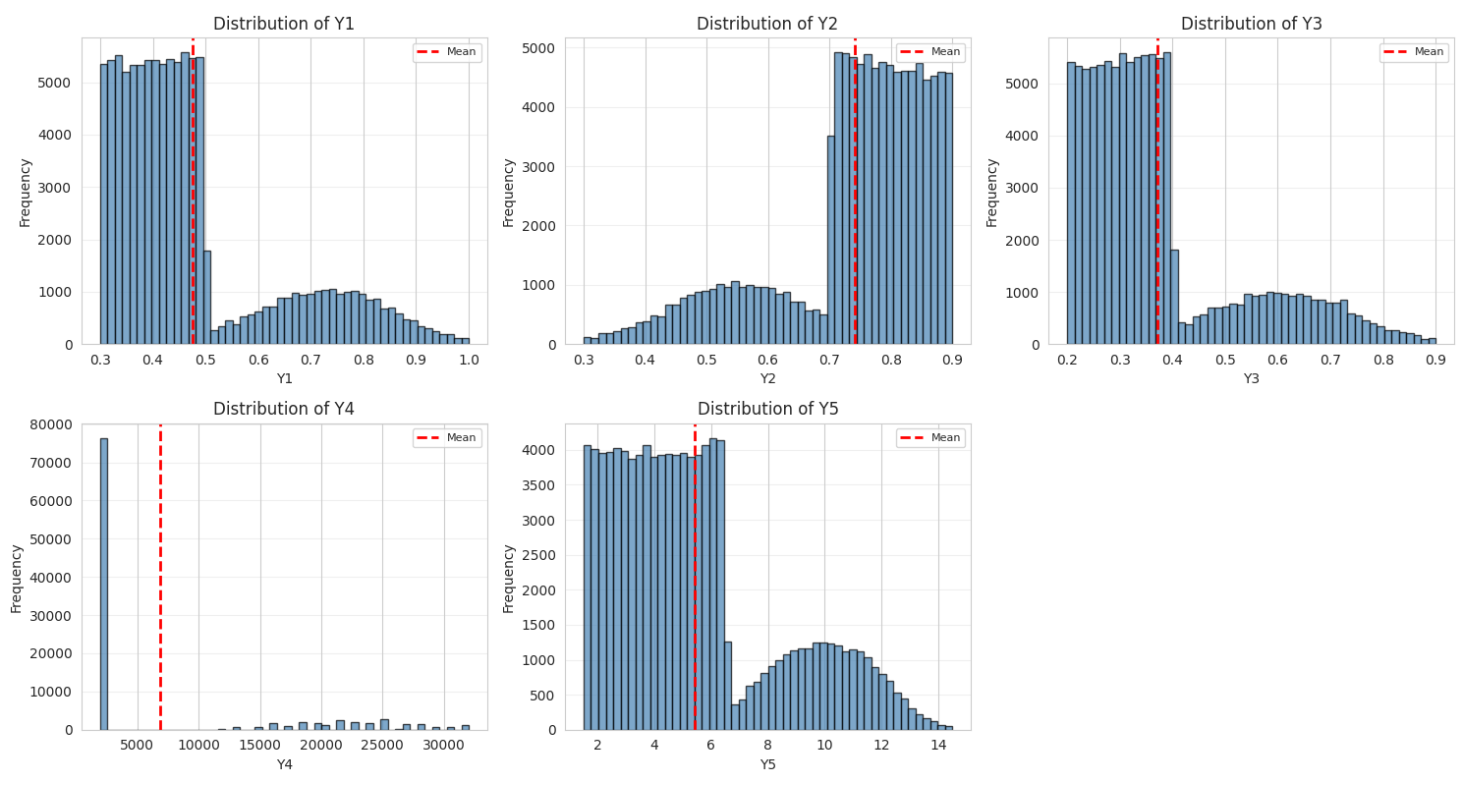 Distribution of Y1
Mean
Frequency
5000
4000
3000
2000
1000
0
0.3 0.4 0.5 0.6 0.7 0.8 0.9 1.0
Y1
Distribution of Y2
Mean
Frequency
5000
4000
3000
2000
1000
0
0.3 0.4 0.5 0.6 0.7 0.8 0.9
Y2
Distribution of Y3
Mean
Frequency
5000
4000
3000
2000
1000
0
0.2 0.3 0.4 0.5 0.6 0.7 0.8 0.9
Y3
Distribution of Y4
Mean
Frequency
80000
70000
60000
50000
40000
30000
20000
10000
0
5000 10000 15000 20000 25000 30000
Y4
Distribution of Y5
Mean
Frequency
4000
3500
3000
2500
2000
1500
1000
500
0
2 4 6 8 10 12 14
Y5